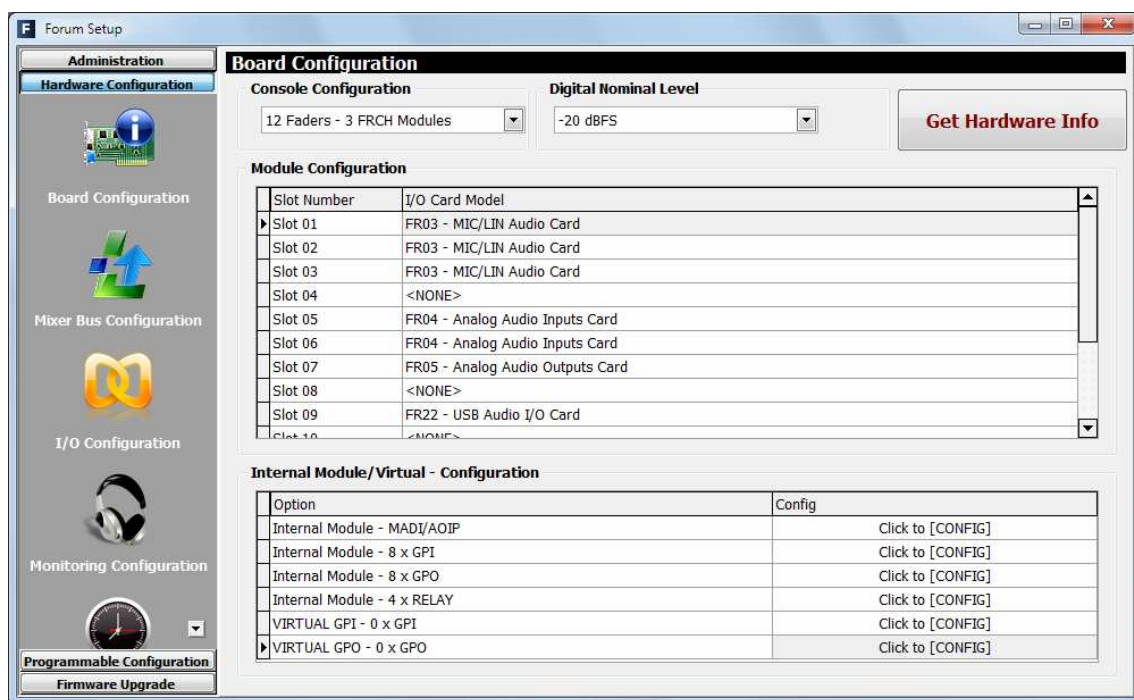 F Forum Setup
Administration
Hardware Configuration
Board Configuration
Mixer Bus Configuration
I/O Configuration
Monitoring Configuration
Programmable Configuration
Firmware Upgrade
Board Configuration
Console Configuration
12 Faders - 3 FRCH Modules
Digital Nominal Level
-20 dBFS
Get Hardware Info
Module Configuration
Slot Number I/O Card Model
Slot 01 FR03 - MIC/LIN Audio Card
Slot 02 FR03 - MIC/LIN Audio Card
Slot 03 FR03 - MIC/LIN Audio Card
Slot 04 <NONE>
Slot 05 FR04 - Analog Audio Inputs Card
Slot 06 FR04 - Analog Audio Inputs Card
Slot 07 FR05 - Analog Audio Outputs Card
Slot 08 <NONE>
Slot 09 FR22 - USB Audio I/O Card
Slot 10 <NONE>
Internal Module/Virtual - Configuration
Option Config
Internal Module - MADI/AOIP Click to [CONFIG]
Internal Module - 8 x GPI Click to [CONFIG]
Internal Module - 8 x GPO Click to [CONFIG]
Internal Module - 4 x RELAY Click to [CONFIG]
VIRTUAL GPI - 0 x GPI Click to [CONFIG]
VIRTUAL GPO - 0 x GPO Click to [CONFIG]